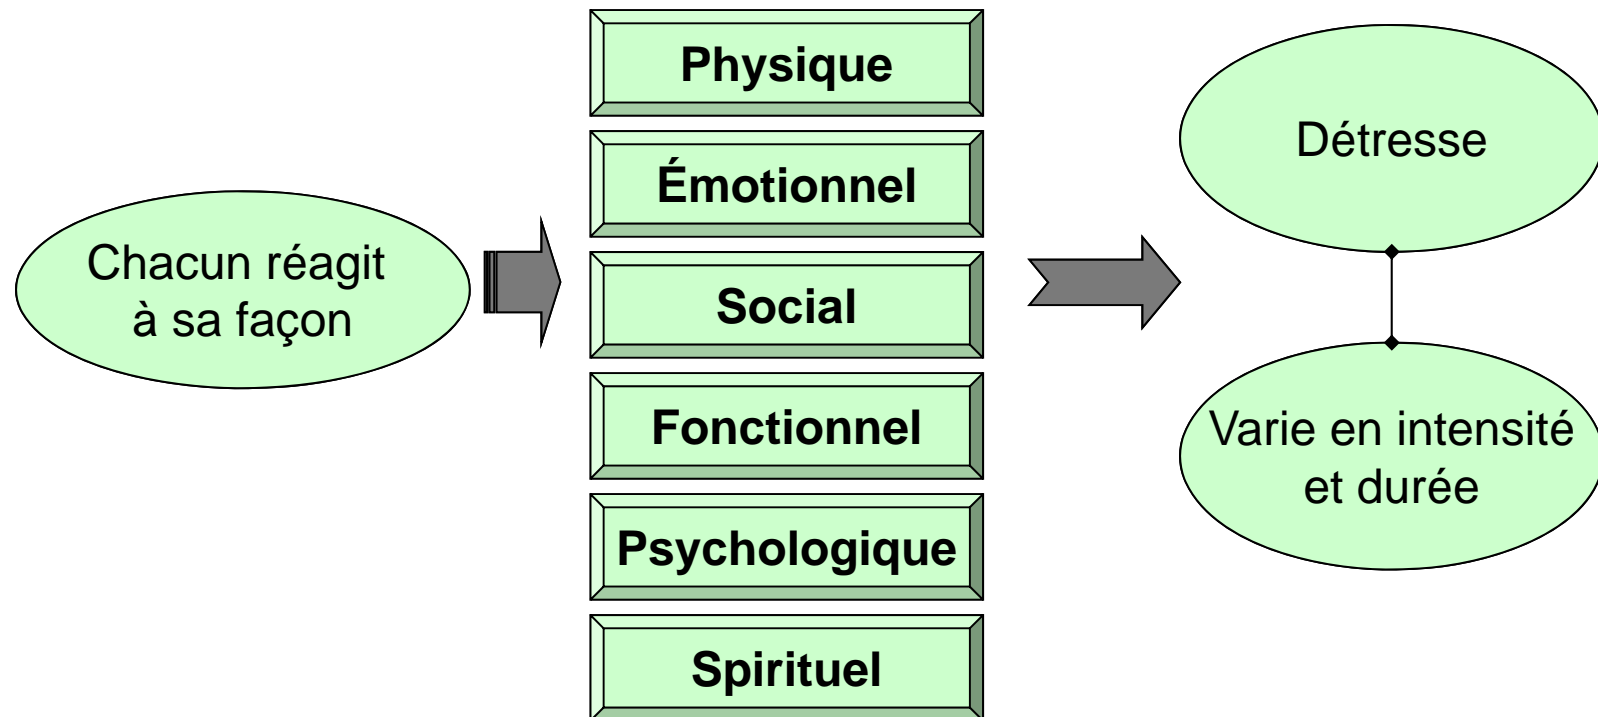 Chacun réagit
à sa façon
Physique
Émotionnel
Social
Fonctionnel
Psychologique
Spirituel
Détresse
Varie en intensité
et durée